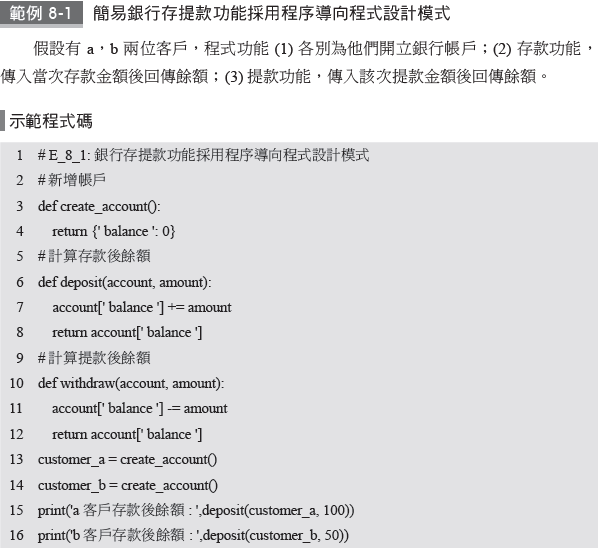 範例 8-1 簡易銀行存提款功能採用程序導向程式設計模式
假設有 a，b 兩位客戶，程式功能 (1) 各別為他們開立銀行帳戶；(2) 存款功能，
傳入當次存款金額後回傳餘額；(3) 提款功能，傳入該次提款金額後回傳餘額。
示範程式碼
1 # E_8_1: 銀行存提款功能採用程序導向程式設計模式
2 # 新增帳戶
3 def create_account():
4 return {' balance ': 0}
5 # 計算存款後餘額
6 def deposit(account, amount):
7 account[' balance '] += amount
8 return account[' balance ']
9 # 計算提款後餘額
10 def withdraw(account, amount):
11 account[' balance '] -= amount
12 return account[' balance ']
13 customer_a = create_account()
14 customer_b = create_account()
15 print('a 客戶存款後餘額 : ',deposit(customer_a, 100))
16 print('b 客戶存款後餘額 : ',deposit(customer_b, 50))